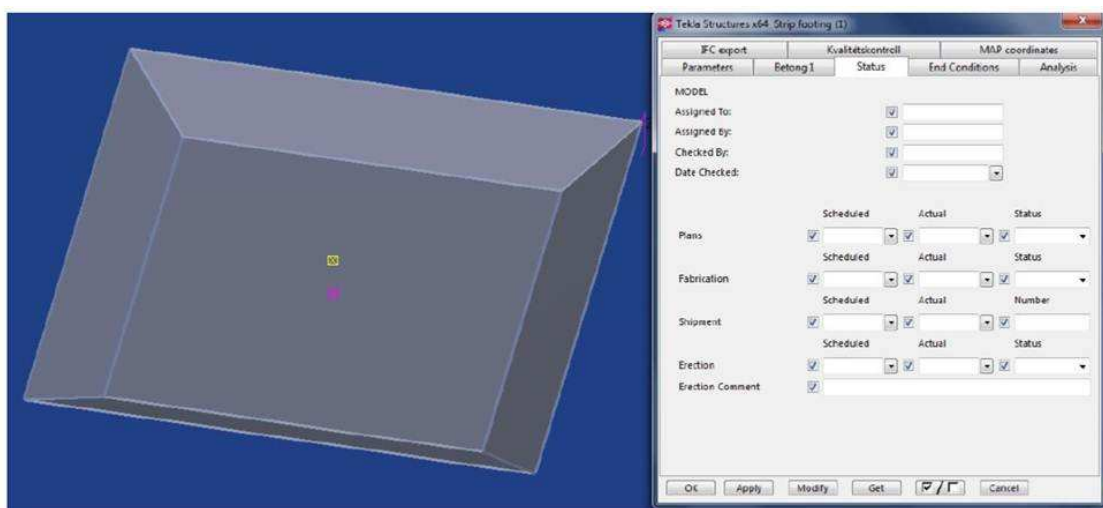 Tekla Structures x64 Strip footing (1)
IFC export Kvalitétskontroll MAP coordinates
Parameters Betong 1 Status End Conditions Analysis
MODEL
Assigned To:
Assigned By:
Checked By:
Date Checked:
Scheduled Actual Status
Plans
Scheduled Actual Status
Fabrication
Scheduled Actual Number
Shipment
Scheduled Actual Status
Erection
Erection Comment
OK Apply Modify Get Cancel